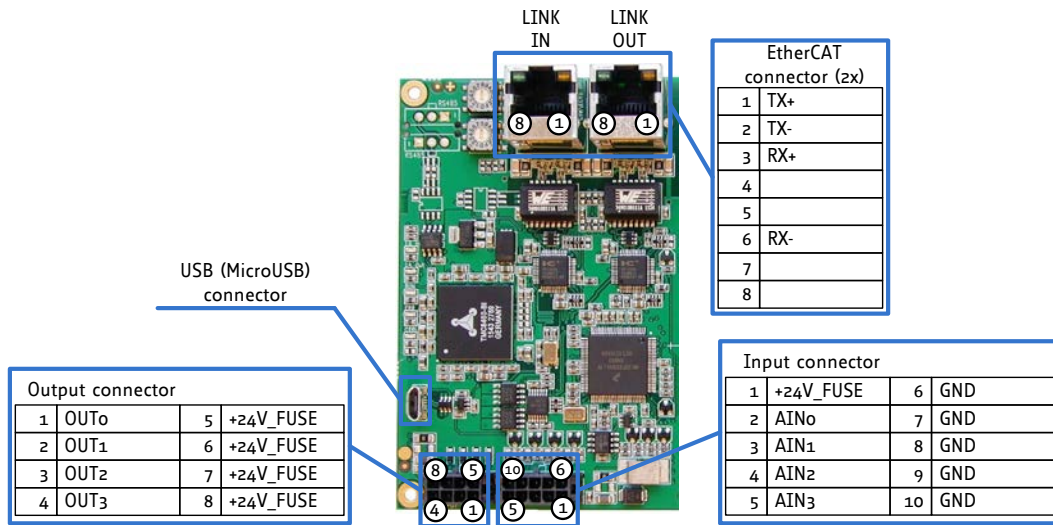 LINK
IN
LINK
OUT
EtherCAT
connector (2x)
1 TX+
2 TX-
3 RX+
4
5
6 RX-
7
8
RS485
RS485
8 1 8 1
USB (MicroUSB)
connector
TMC8460-BI
GERMANY
Output connector
1 OUT0 5 +24V_FUSE
2 OUT1 6 +24V_FUSE
3 OUT2 7 +24V_FUSE
4 OUT3 8 +24V_FUSE
Input connector
1 +24V_FUSE 6 GND
2 AIN0 7 GND
3 AIN1 8 GND
4 AIN2 9 GND
5 AIN3 10 GND
8 5 10 6
4 1 5 1